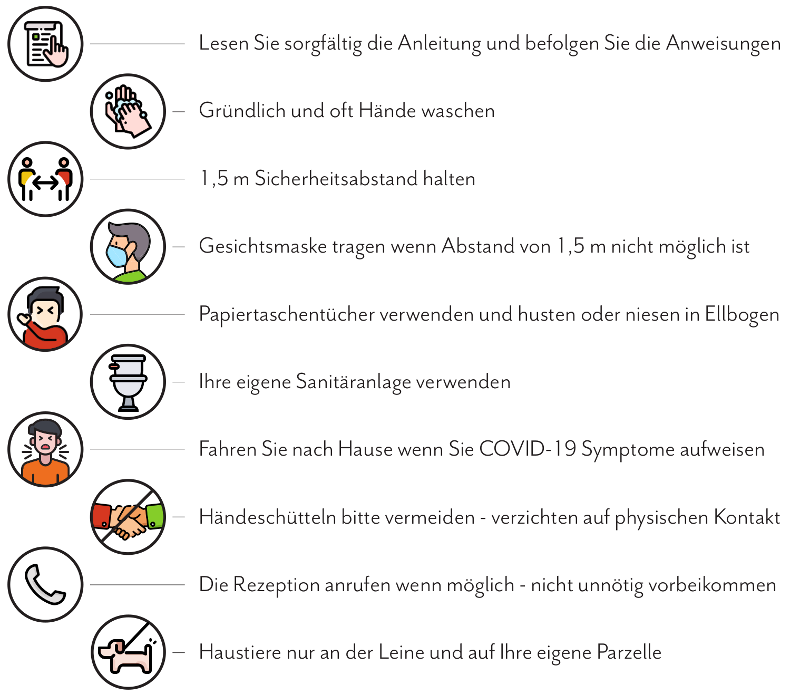 Lesen Sie sorgfältig die Anleitung und befolgen Sie die Anweisungen
Gründlich und oft Hände waschen
1,5 m Sicherheitsabstand halten
Gesichtsmaske tragen wenn Abstand von 1,5 m nicht möglich ist
Papiertaschentücher verwenden und husten oder niesen in Ellbogen
Ihre eigene Sanitäranlage verwenden
Fahren Sie nach Hause wenn Sie COVID-19 Symptome aufweisen
Händeschütteln bitte vermeiden - verzichten auf physischen Kontakt
Die Rezeption anrufen wenn möglich - nicht unnötig vorbeikommen
Haustiere nur an der Leine und auf Ihre eigene Parzelle